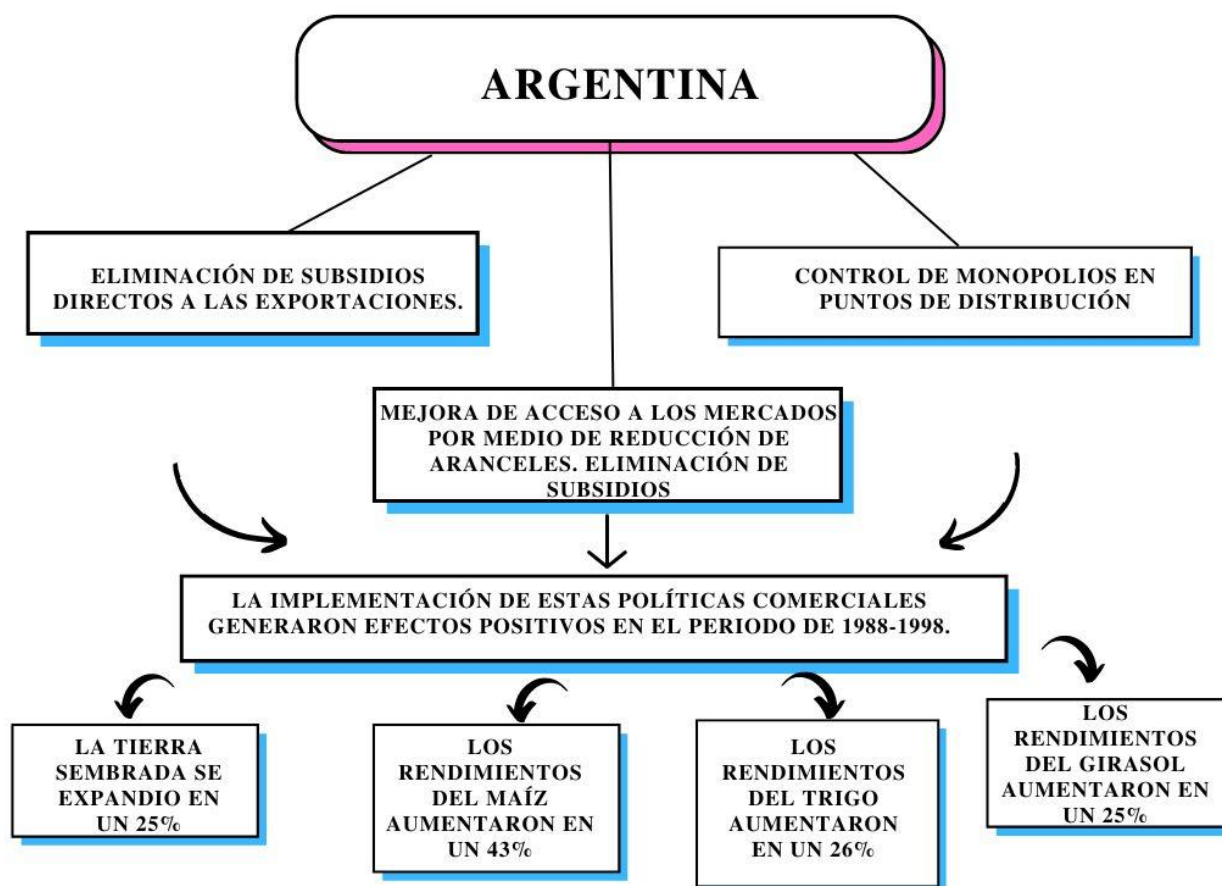 ARGENTINA
ELIMINACIÓN DE SUBSIDIOS
DIRECTOS A LAS EXPORTACIONES.
CONTROL DE MONOPOLIOS EN
PUNTOS DE DISTRIBUCIÓN
MEJORA DE ACCESO A LOS MERCADOS
POR MEDIO DE REDUCCIÓN DE
ARANCELES. ELIMINACIÓN DE
SUBSIDIOS
LA IMPLEMENTACIÓN DE ESTAS POLÍTICAS COMERCIALES
GENERARON EFECTOS POSITIVOS EN EL PERIODO DE 1988-1998.
LA TIERRA
SEMBRADA SE
EXPANDIO EN
UN 25%
LOS
RENDIMIENTOS
DEL MAÍZ
AUMENTARON EN
UN 43%
LOS
RENDIMIENTOS
DEL TRIGO
AUMENTARON
EN UN 26%
LOS
RENDIMIENTOS
DEL GIRASOL
AUMENTARON EN
UN 25%